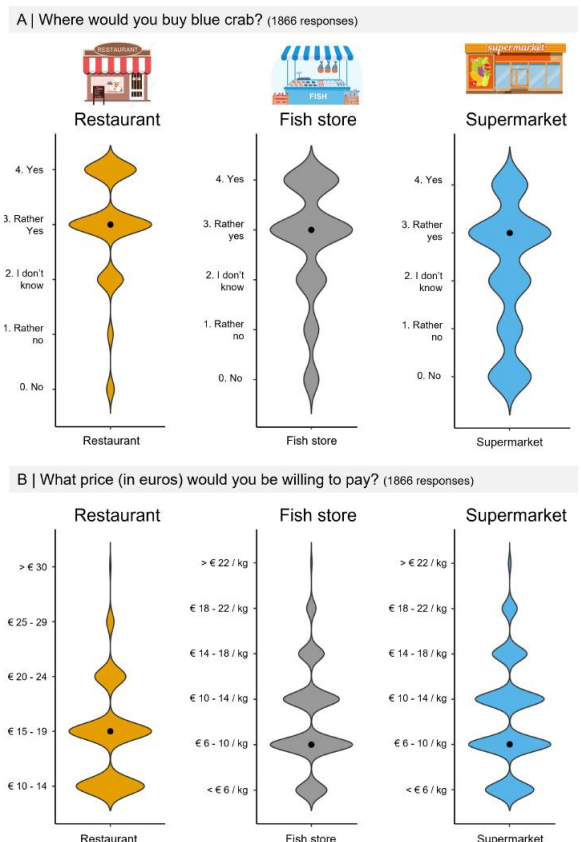 A | Where would you buy blue crab? (1866 responses)
RESTAURANT
FISH
supermarket
Restaurant
4. Yes
3. Rather
Yes
2. I don't
know
1. Rather
no
0. No
Restaurant
Fish store
4. Yes
3. Rather
yes
2. I don't
know
1. Rather
no
0. No
Fish store
Supermarket
4. Yes
3. Rather
yes
2. I don't
know
1. Rather
no
0. No
Supermarket
B | What price (in euros) would you be willing to pay? (1866 responses)
Restaurant
> € 30
€ 25 - 29
€ 20 - 24
€ 15 - 19
€ 10 - 14
Restaurant
Fish store
> € 22 / kg
€ 18 - 22 / kg
€ 14 - 18 / kg
€ 10 - 14 / kg
€ 6 - 10 / kg
< € 6 / kg
Fish store
Supermarket
> € 22 / kg
€ 18 - 22 / kg
€ 14 - 18 / kg
€ 10 - 14 / kg
€ 6 - 10 / kg
< € 6 / kg
Supermarket